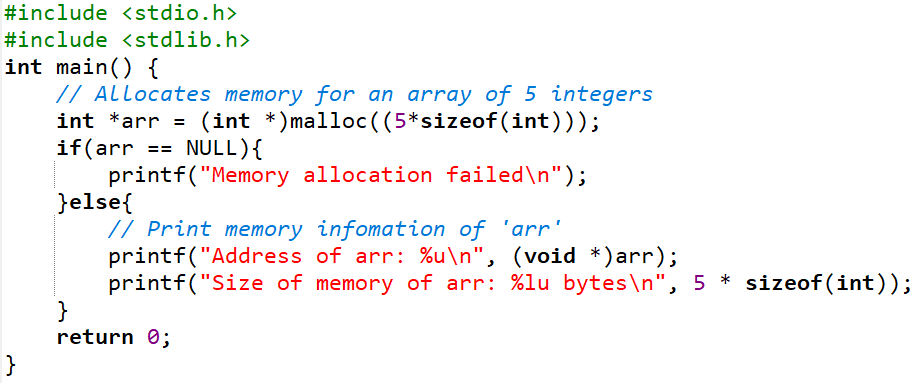 #include <stdio.h>
#include <stdlib.h>
int main() {
    // Allocates memory for an array of 5 integers
    int *arr = (int *)malloc((5*sizeof(int)));
    if(arr == NULL){
        printf("Memory allocation failed\n");
    }else{
        // Print memory infomation of 'arr'
        printf("Address of arr: %u\n", (void *)arr);
        printf("Size of memory of arr: %lu bytes\n", 5 * sizeof(int));
    }
    return 0;
}